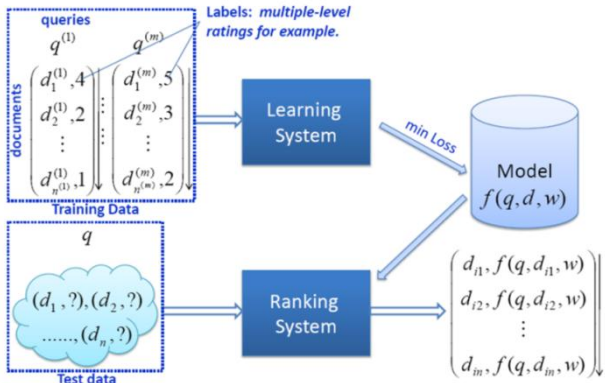 queries
Labels: multiple-level
ratings for example.
q^{(1)} q^{(m)}
documents
d_1^{(1)},4 d_1^{(m)},5
d_2^{(1)},2 ⋮ d_2^{(m)},3
⋮ ⋮ ⋮
d_{n^{(1)}}^{(1)},1 d_{n^{(m)}}^{(m)},2
Training Data
Learning
System
min Loss
Model
f(q,d,w)
q
(d_1,?),(d_2,?)
......,(d_n,?)
Test data
Ranking
System
d_{i1}, f(q,d_{i1},w)
d_{i2}, f(q,d_{i2},w)
⋮
d_{in}, f(q,d_{in},w)